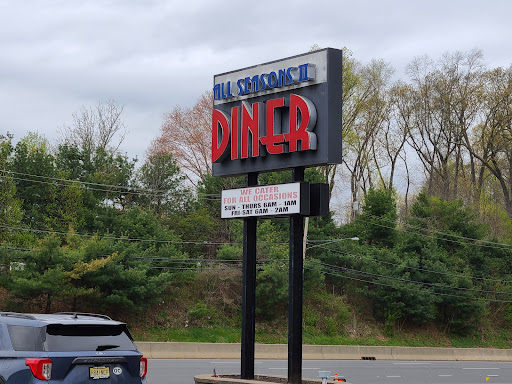 ALL SEASONS II
DINER
WE CATER
FOR ALL OCCASIONS
SUN - THURS 6AM - 1AM
FRI-SAT 6AM - 2AM